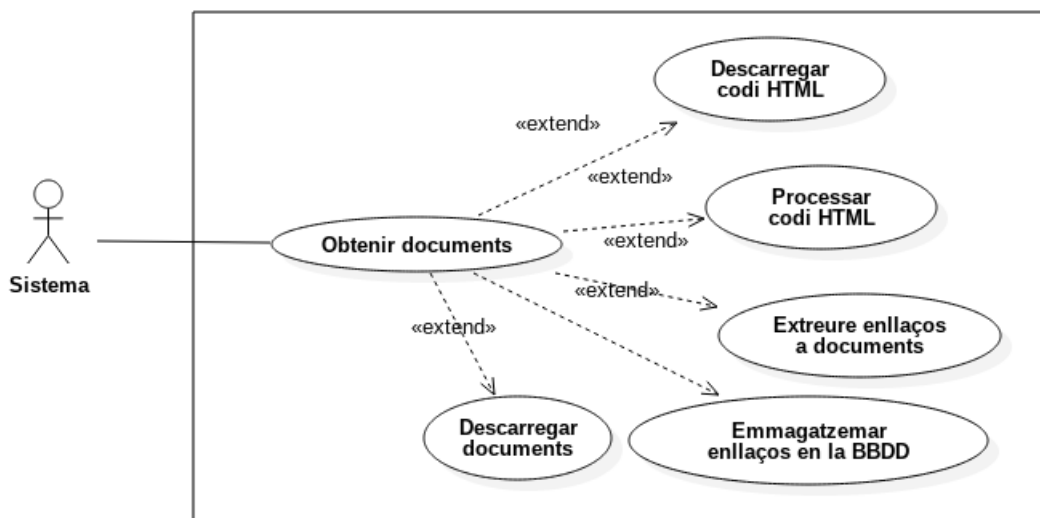 Descarregar
codi HTML
«extend»
«extend»
Processar
codi HTML
«extend»
Obtenir documents
Sistema
«extend»
Extreure enllaços
a documents
«extend»
Descarregar
documents
Emmagatzemar
enllaços en la BBDD